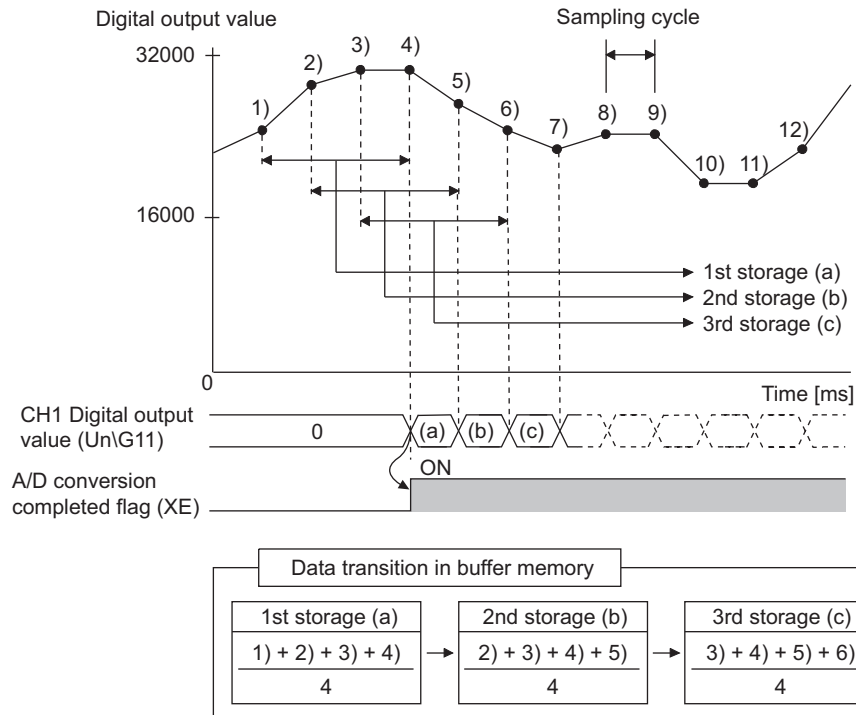 Digital output value
Sampling cycle
32000
1)
2)
3)
4)
5)
6)
7)
8)
9)
10)
11)
12)
16000
1st storage (a)
2nd storage (b)
3rd storage (c)
0
Time [ms]
CH1 Digital output
value (Un\G11)
0
(a)
(b)
(c)
ON
A/D conversion
completed flag (XE)
Data transition in buffer memory
1st storage (a)
1) + 2) + 3) + 4)
4
2nd storage (b)
2) + 3) + 4) + 5)
4
3rd storage (c)
3) + 4) + 5) + 6)
4